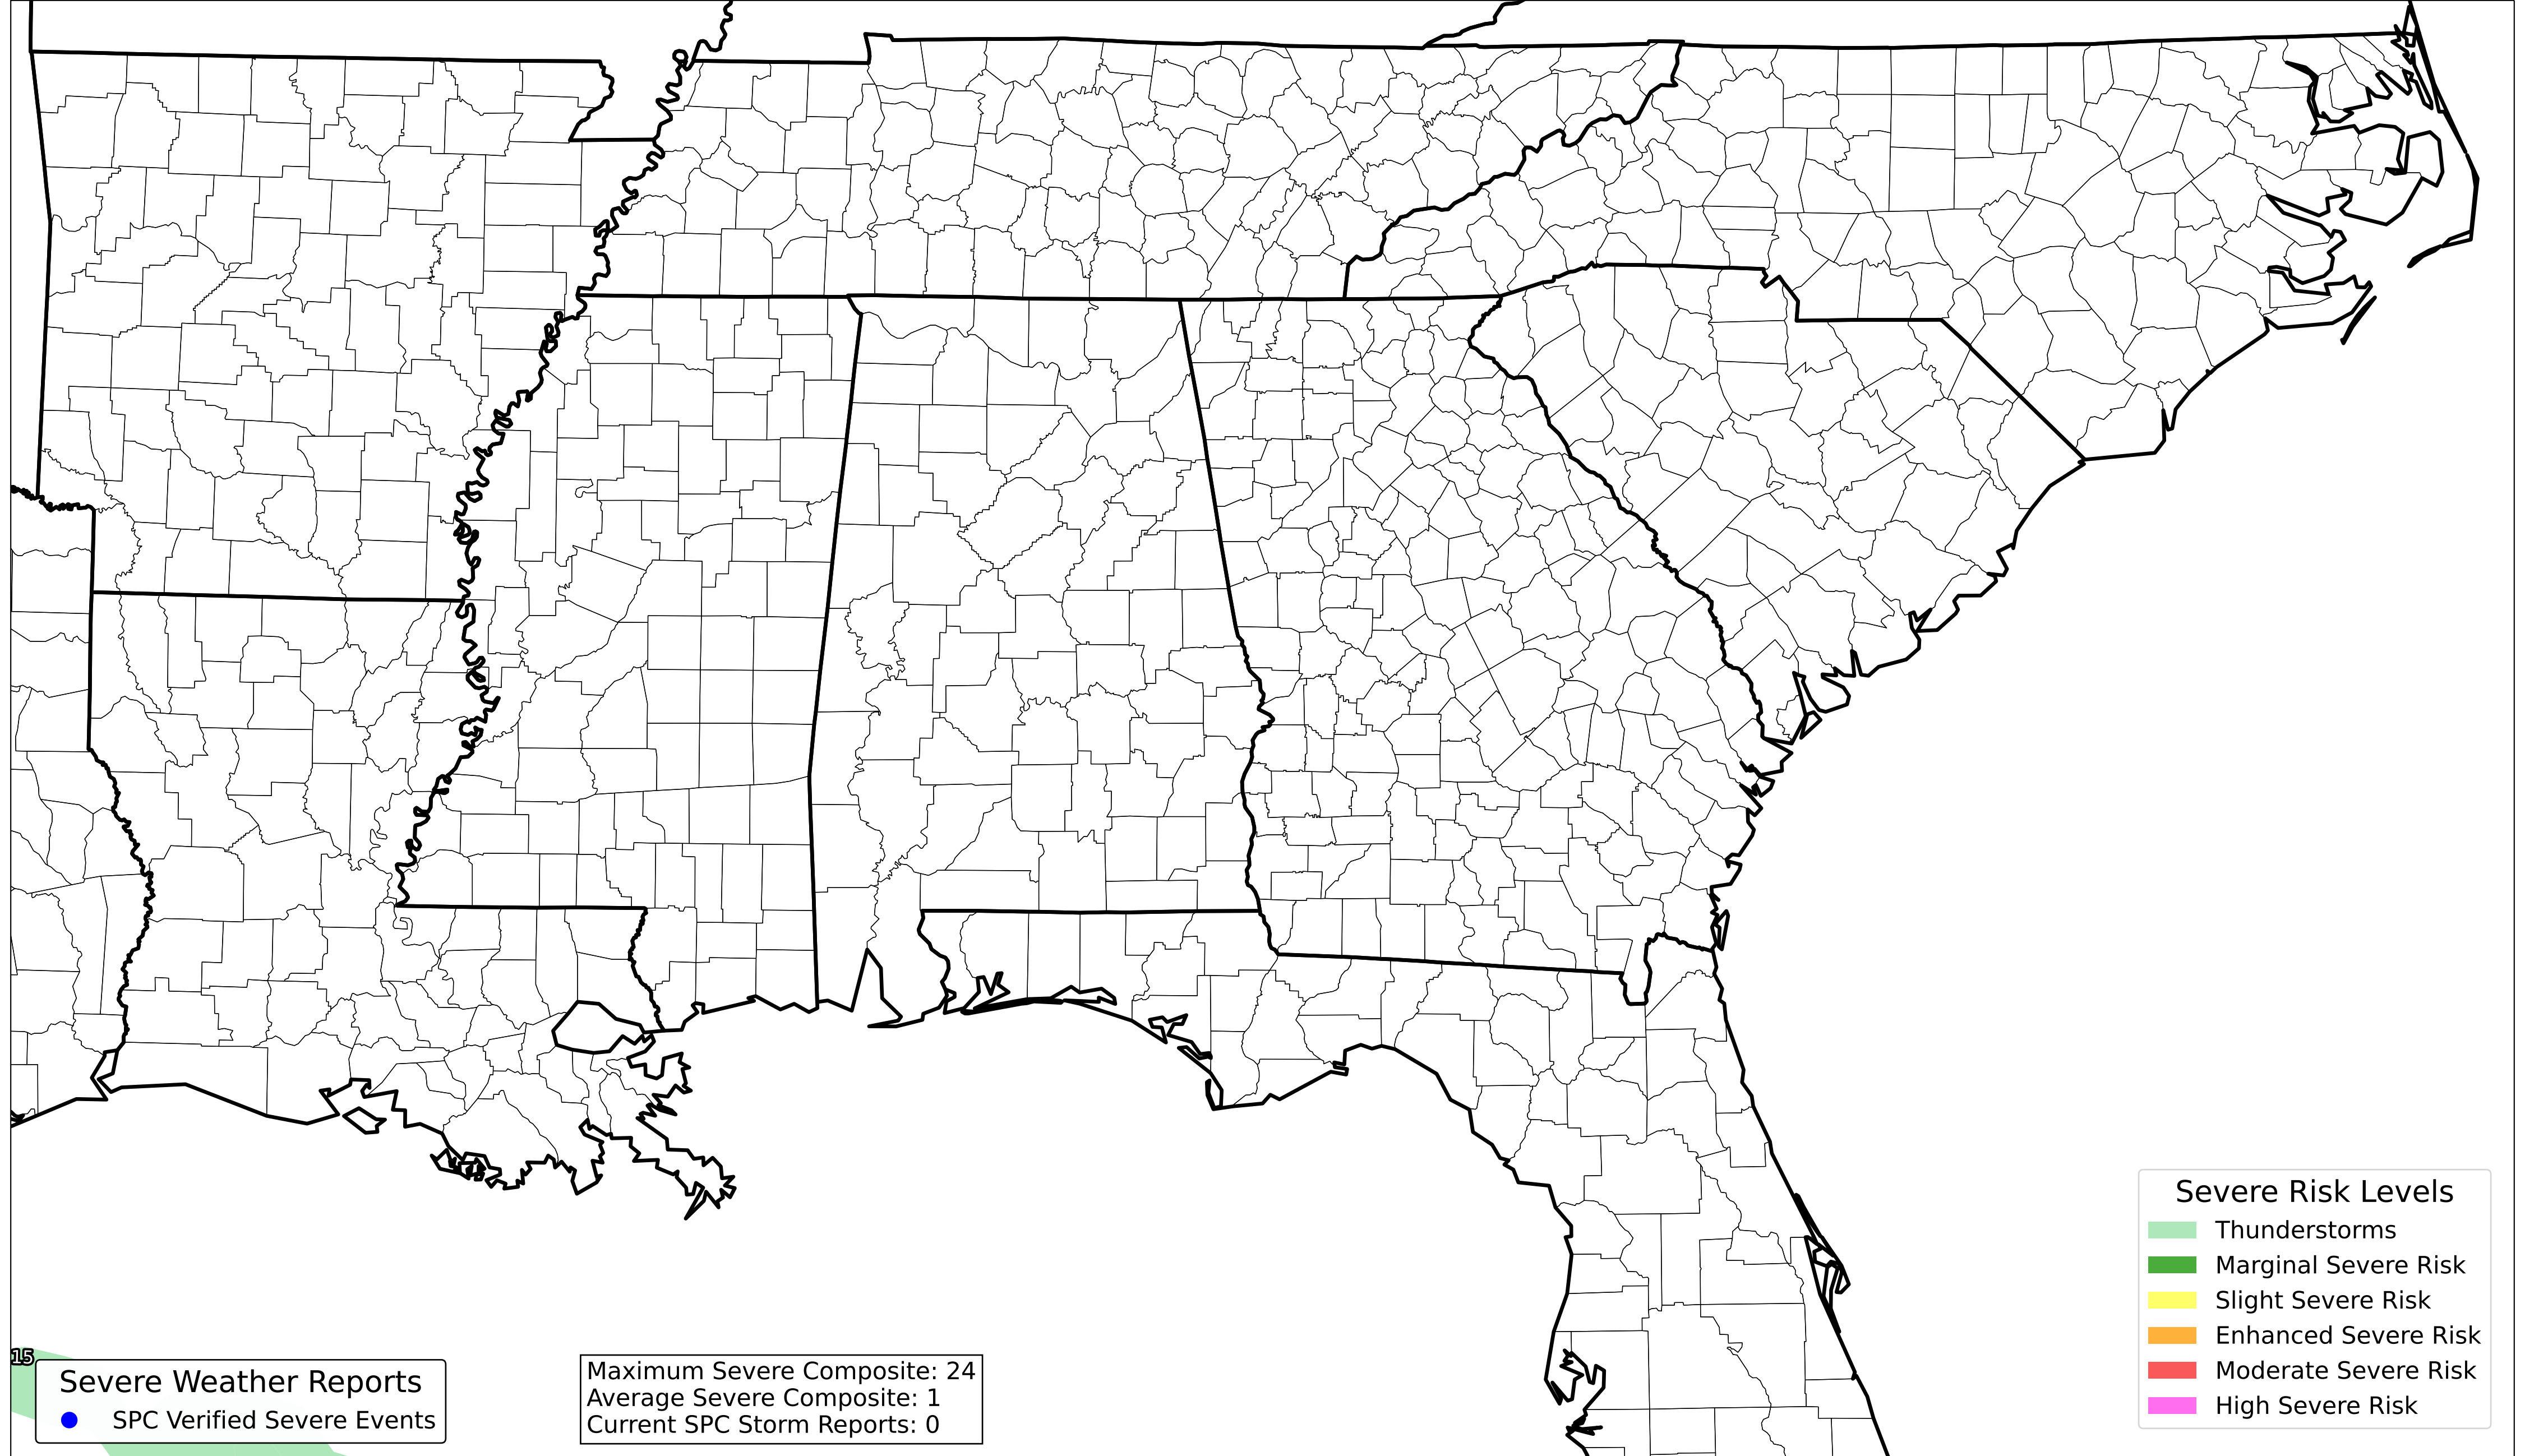 15
Severe Weather Reports
SPC Verified Severe Events
Maximum Severe Composite: 24
Average Severe Composite: 1
Current SPC Storm Reports: 0
Severe Risk Levels
Thunderstorms
Marginal Severe Risk
Slight Severe Risk
Enhanced Severe Risk
Moderate Severe Risk
High Severe Risk